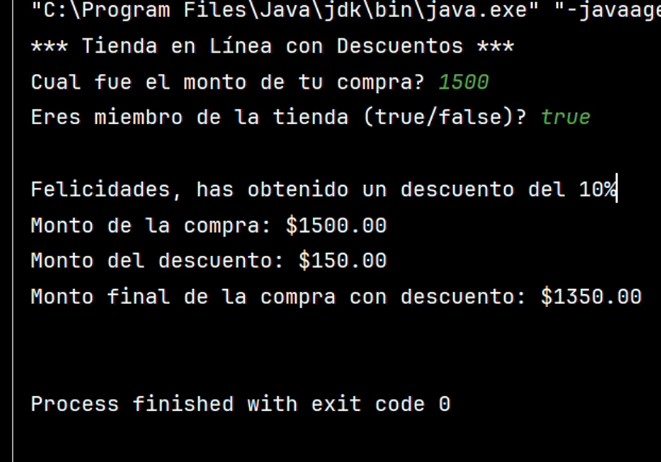 "C:\Program Files\Java\jdk\bin\java.exe" "-javaage
*** Tienda en Línea con Descuentos ***
Cual fue el monto de tu compra? 1500
Eres miembro de la tienda (true/false)? true
Felicidades, has obtenido un descuento del 10%
Monto de la compra: $1500.00
Monto del descuento: $150.00
Monto final de la compra con descuento: $1350.00
Process finished with exit code 0